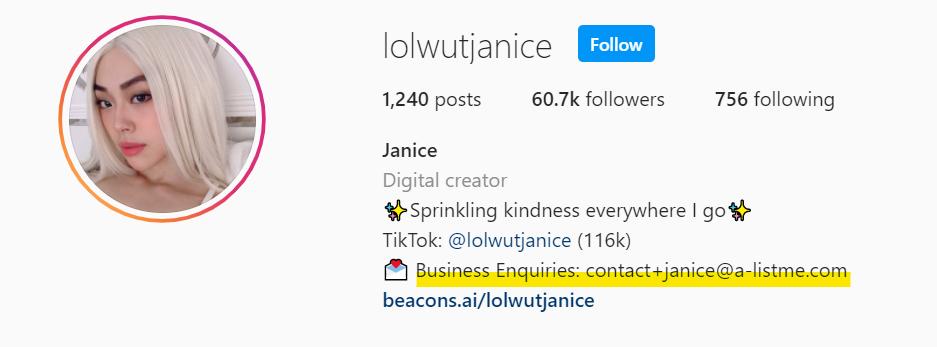 lolwutjanice Follow
1,240 posts 60.7k followers 756 following
Janice
Digital creator
✨Sprinkling kindness everywhere I go✨
TikTok: @lolwutjanice (116k)
💌 Business Enquiries: contact+janice@a-listme.com
beacons.ai/lolwutjanice